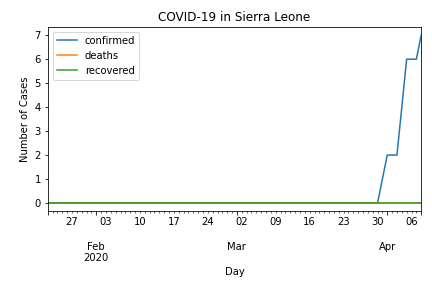 COVID-19 in Sierra Leone
confirmed
deaths
recovered
Number of Cases
7
6
5
4
3
2
1
0
27 03 10 17 24 02 09 16 23 30 06
Feb Mar Apr
2020
Day